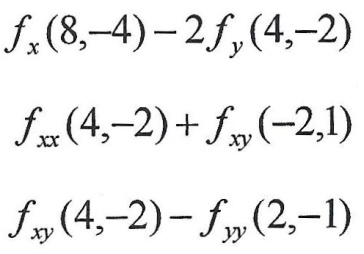 f_x(8,–4) – 2f_y(4,–2)
f_xx(4,–2) + f_xy(–2,1)
f_xy(4,–2) – f_yy(2,–1)